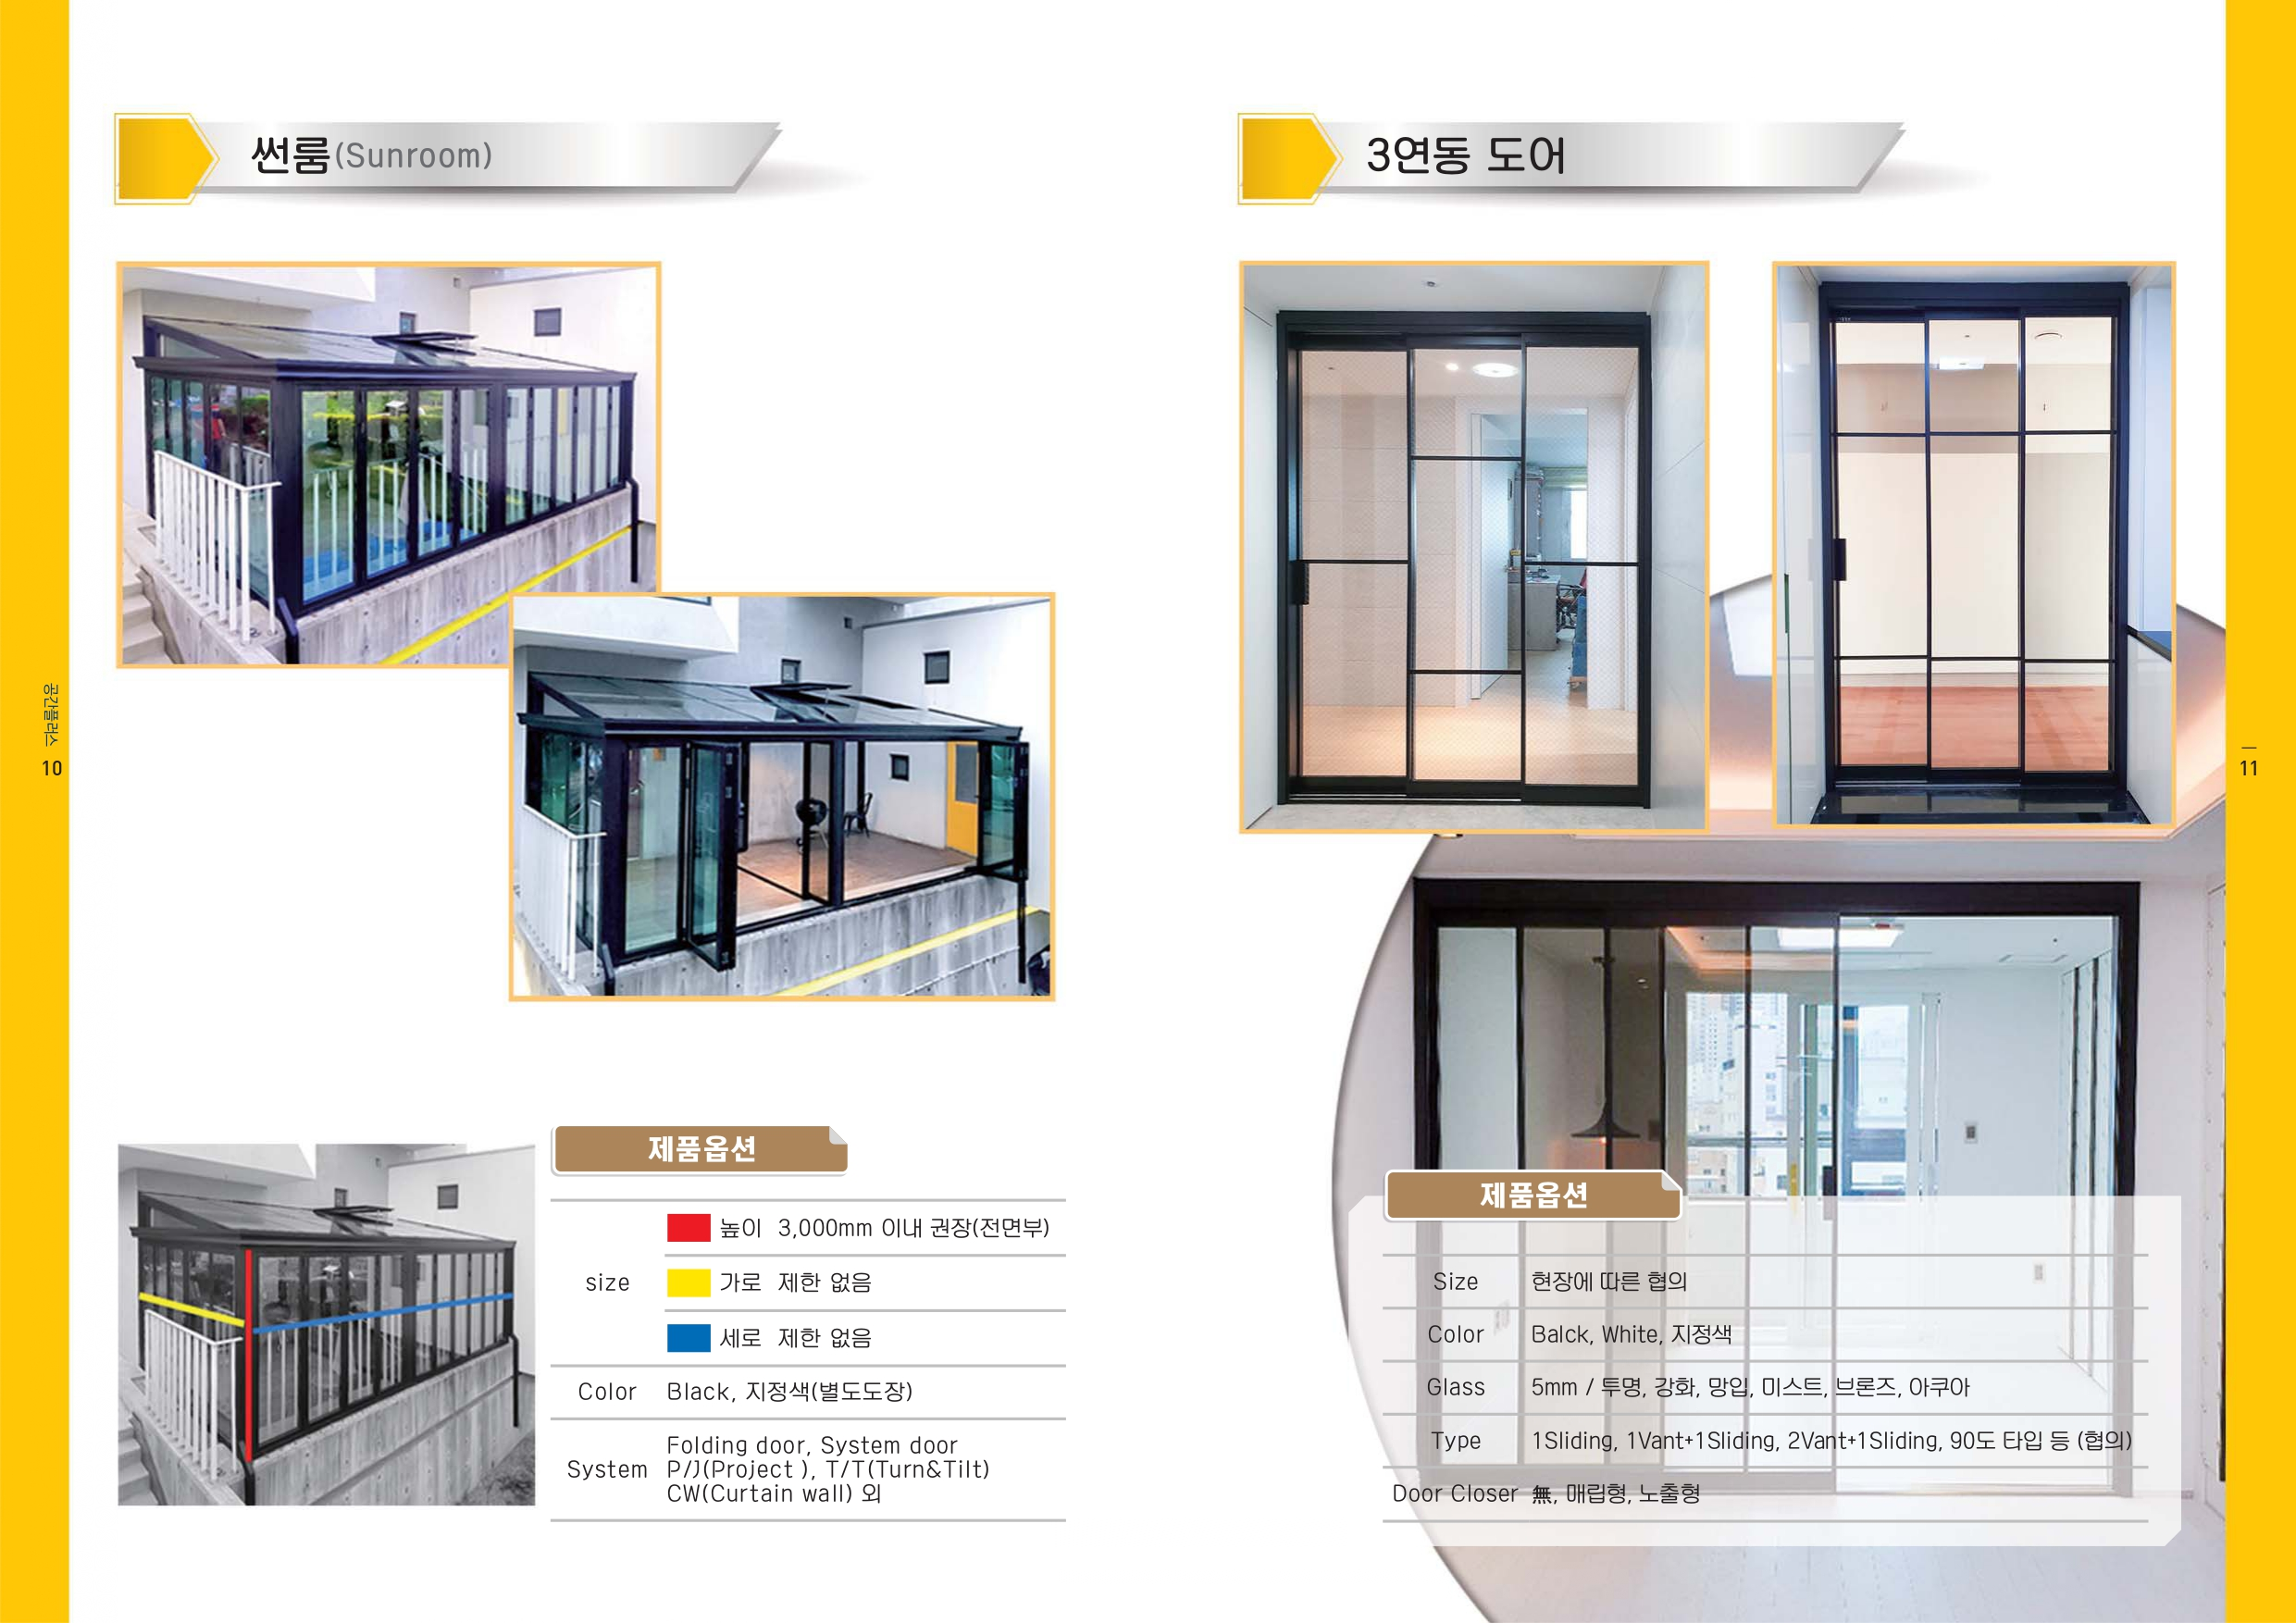 썬룸(Sunroom)
제품옵션
size
높이 3,000mm 이내 권장(전면부)
가로 제한 없음
세로 제한 없음
Color Black, 지정색(별도도장)
System
Folding door, System door
P/J(Project ), T/T(Turn&Tilt)
CW(Curtain wall) 외
공간플러스 10
3연동 도어
제품옵션
Size 현장에 따른 협의
Color Balck, White, 지정색
Glass 5mm / 투명, 강화, 망입, 미스트, 브론즈, 아쿠아
Type 1Sliding, 1Vant+1Sliding, 2Vant+1Sliding, 90도 타입 등 (협의)
Door Closer 無, 매립형, 노출형
11